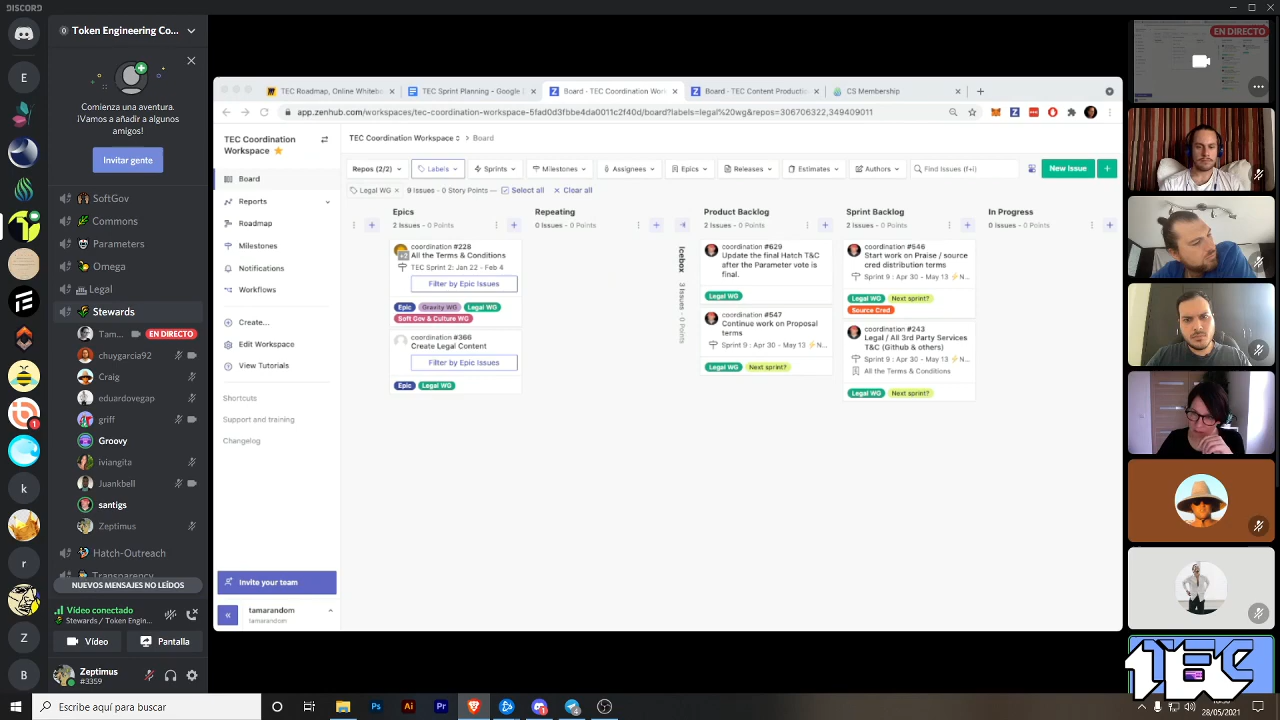 DISCORD
EN DIRECTO
Token Engineering Co...
¡Comienza la aventura.
Invitar gente
SoftGov
Commons
Parameters
Omega
Legal
Tam... EN DIRECTO
Craig
eduardovegap
griff
Groovy
ivangita
Juankbell
santigs
Zeptimus
Hatch-Outreach
Transparency
NUEVOS MENSAJES NO LEÍDOS
Vídeo conectado
Stewards / Token Engin...
Vídeo
Pantalla
Zeptimus
E
r
Z
B
1
TEC Roadmap, Online Whitebo
TEC Sprint Planning - Google
Board - TEC Coordination Work
Board - TEC Content Productio
CS Membership
app.zenhub.com/workspaces/tec-coordination-workspace-5fad0d3fbbe4da0011c2f40d/board?labels=legal%20wg&repos=306706322,349409011
TEC Coordination
Workspace
Board
Reports
Roadmap
Milestones
Notifications
Workflows
Create...
Edit Workspace
View Tutorials
Shortcuts
Support and training
Changelog
Invite your team
tamarandom
tamarandom
TEC Coordination Workspace > Board
Repos (2/2) Labels Sprints Milestones Assignees Epics Releases Estimates Authors Find Issues (f+i) New Issue
Legal WG × 9 Issues - 0 Story Points — Select all × Clear all
Epics
2 Issues - 0 Points
coordination #228
All the Terms & Conditions
TEC Sprint 2: Jan 22 - Feb 4
Filter by Epic Issues
Epic Gravity WG Legal WG
Soft Gov & Culture WG
coordination #366
Create Legal Content
Filter by Epic Issues
Epic Legal WG
Repeating
0 Issues - 0 Points
Icebox 3 Issues - 0 Points
Product Backlog
2 Issues - 0 Points
coordination #629
Update the final Hatch T&C
after the Parameter vote is
final.
Legal WG
coordination #547
Continue work on Proposal
terms
Sprint 9 : Apr 30 - May 13 ⚡N...
Legal WG Next sprint?
Sprint Backlog
2 Issues - 0 Points
coordination #546
Start work on Praise / source
cred distribution terms
Sprint 9 : Apr 30 - May 13 ⚡N...
Legal WG Next sprint?
Source Cred
coordination #243
Legal / All 3rd Party Services
T&C (Github & others)
Sprint 9 : Apr 30 - May 13 ⚡N...
All the Terms & Conditions
Legal WG Next sprint?
In Progress
0 Issues - 0 Points
EN DIRECTO
TEC
Escribe aquí para buscar
28/05/2021